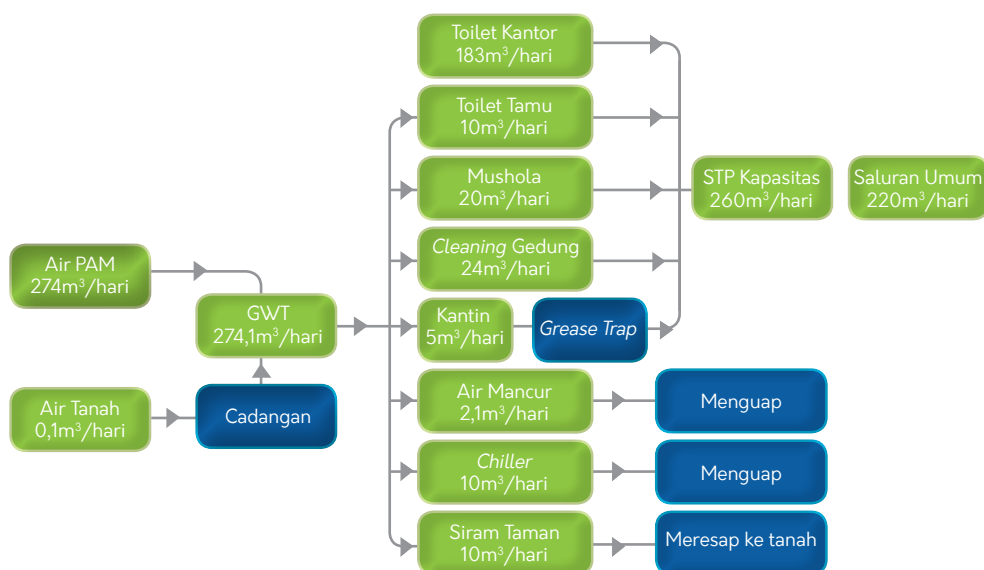 Toilet Kantor
183m³/hari
Toilet Tamu
10m³/hari
Mushola
20m³/hari
STP Kapasitas
260m³/hari
Saluran Umum
220m³/hari
Cleaning Gedung
24m³/hari
Air PAM
274m³/hari
GWT
274,1m³/hari
Kantin
5m³/hari
Grease Trap
Air Tanah
0,1m³/hari
Cadangan
Air Mancur
2,1m³/hari
Menguap
Chiller
10m³/hari
Menguap
Siram Taman
10m³/hari
Meresap ke tanah